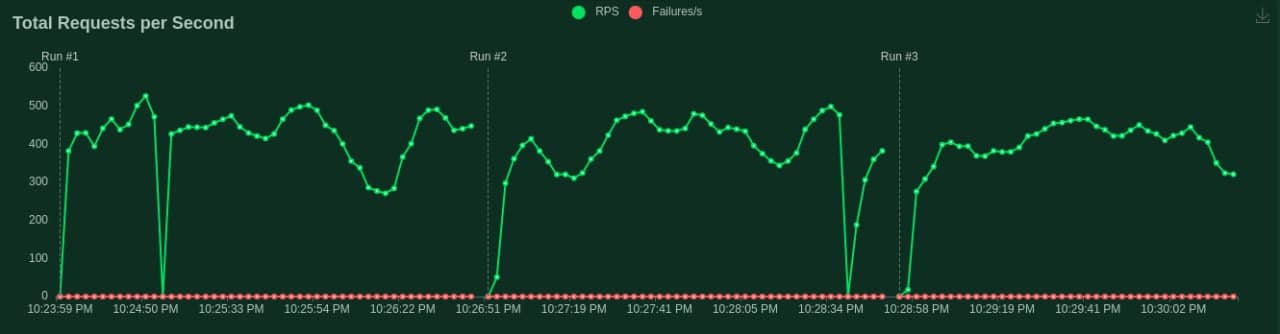 RPS Failures/s
Total Requests per Second
Run #1 Run #2 Run #3
600
500
400
300
200
100
0
10:23:59 PM 10:24:50 PM 10:25:33 PM 10:25:54 PM 10:26:22 PM 10:26:51 PM 10:27:19 PM 10:27:41 PM 10:28:05 PM 10:28:34 PM 10:28:58 PM 10:29:19 PM 10:29:41 PM 10:30:02 PM